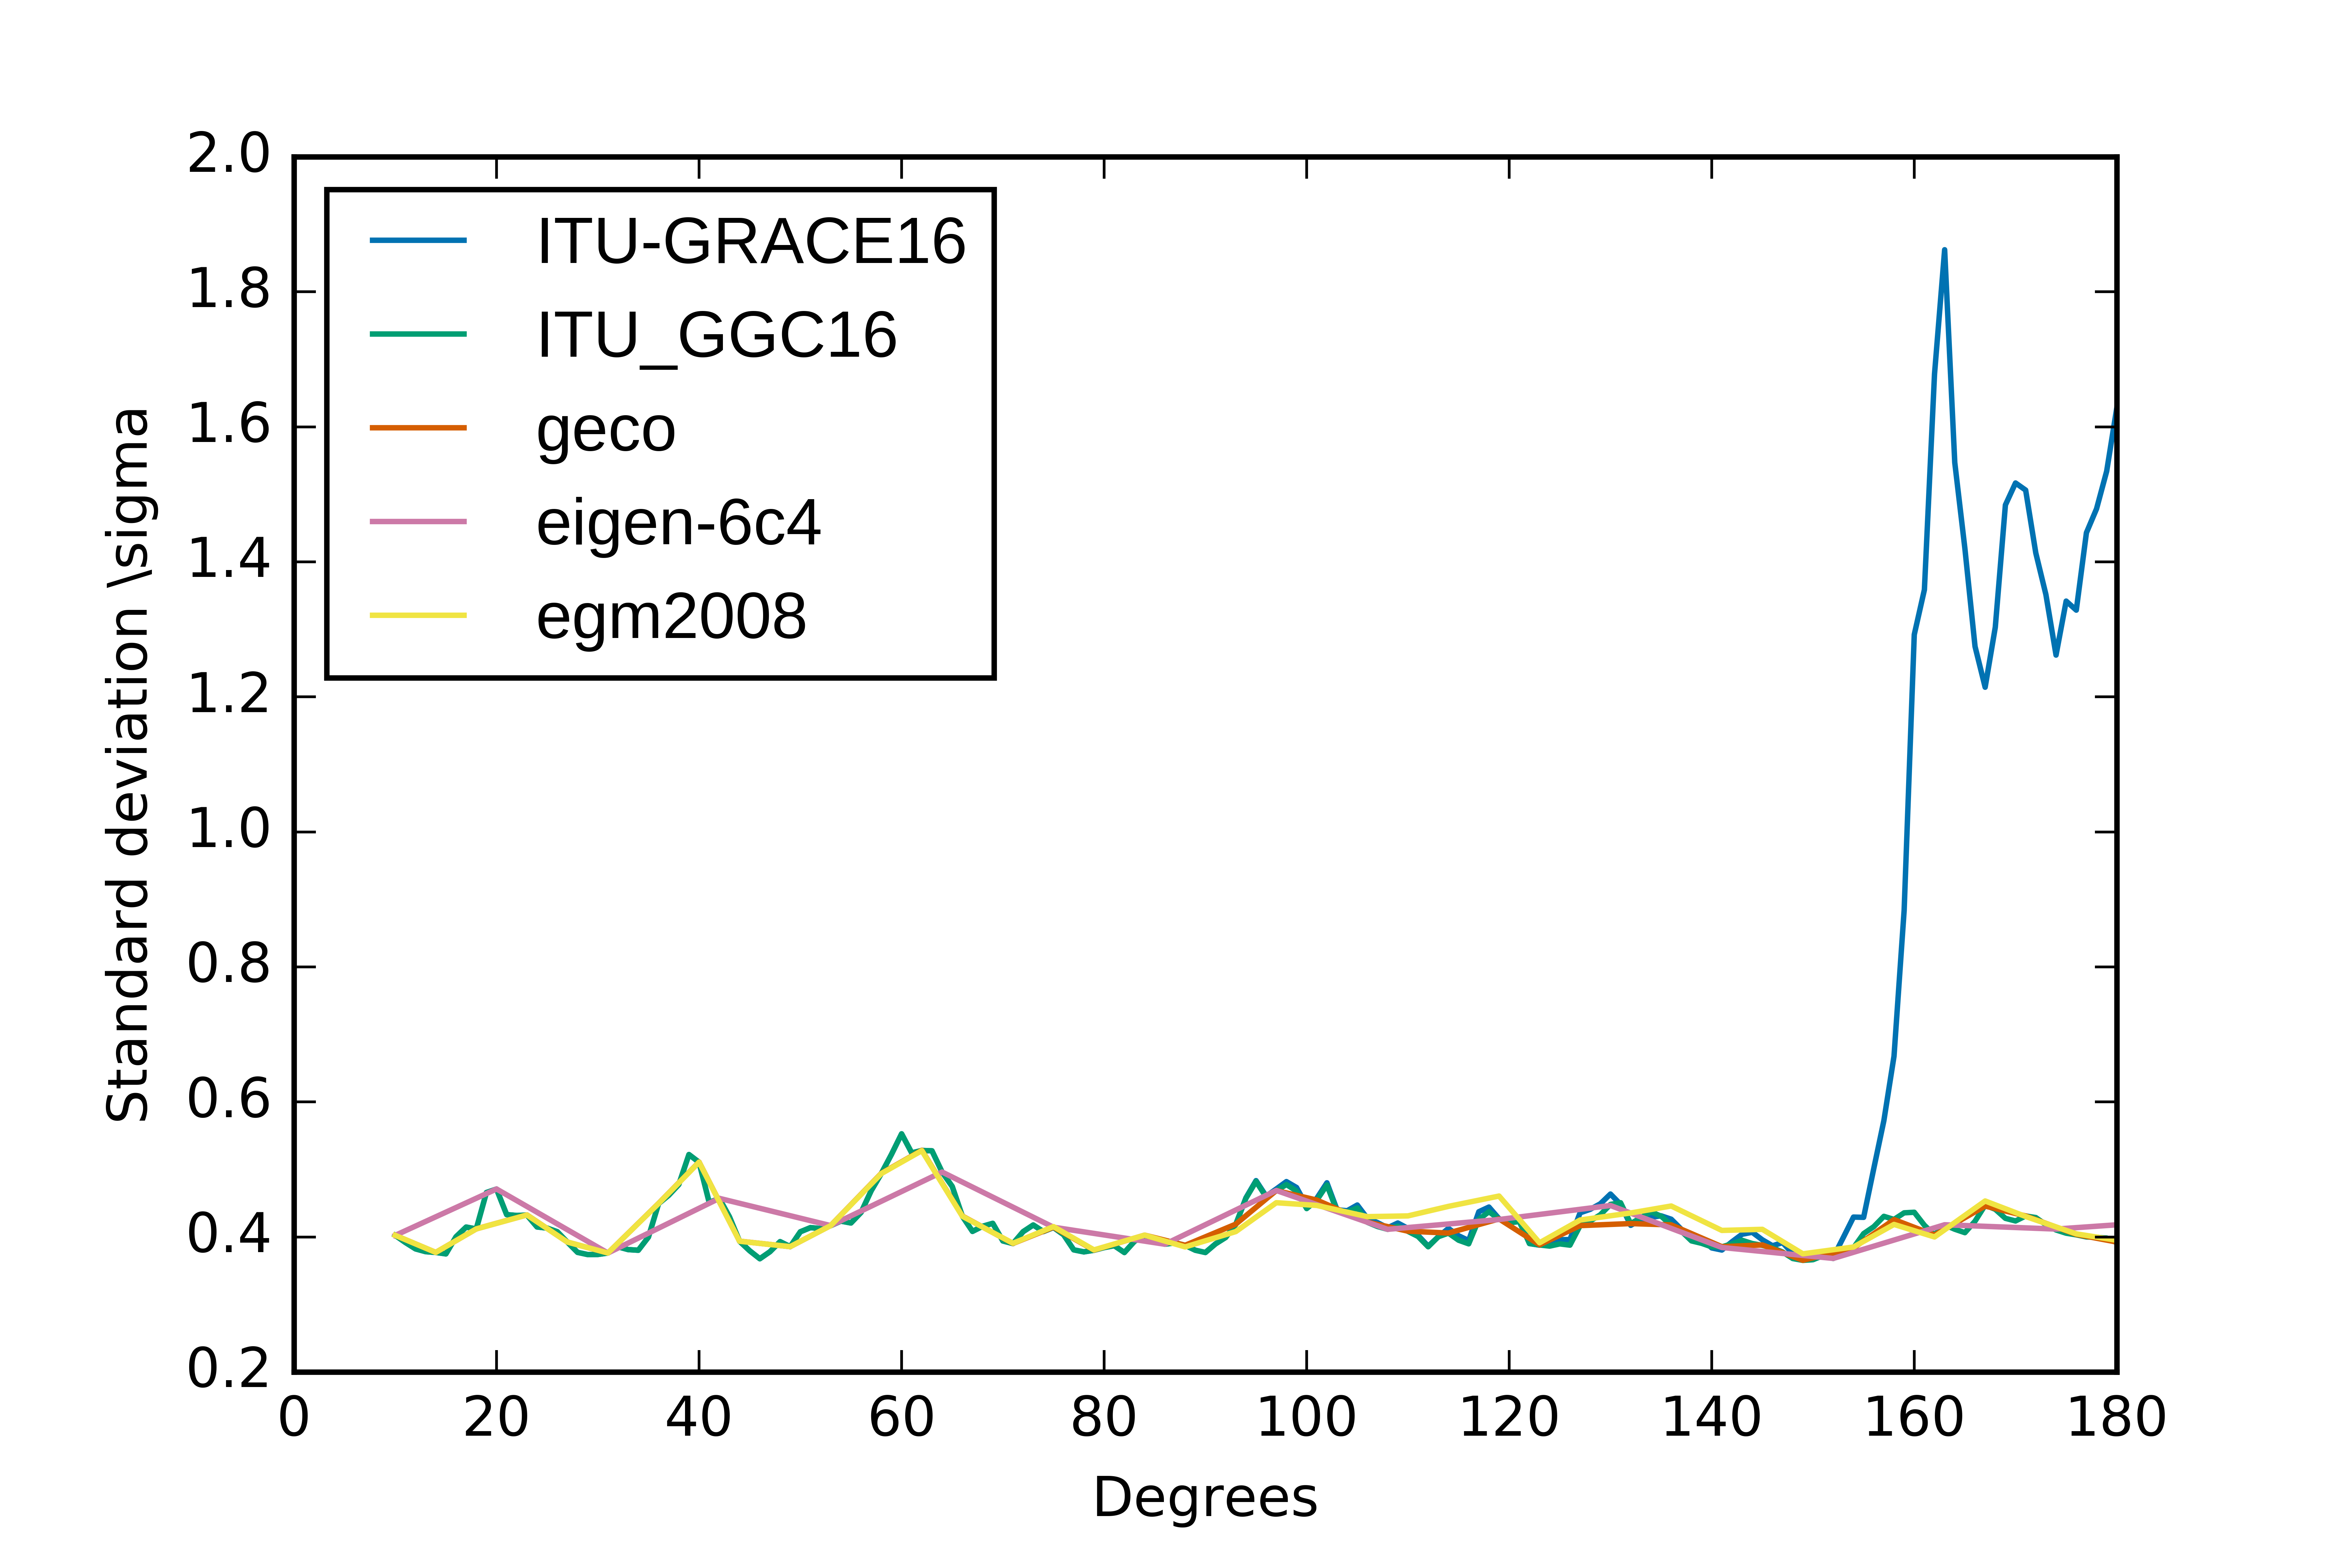 2.0
1.8
1.6
1.4
1.2
1.0
0.8
0.6
0.4
0.2
Standard deviation \sigma
ITU-GRACE16
ITU_GGC16
geco
eigen-6c4
egm2008
0 20 40 60 80 100 120 140 160 180
Degrees